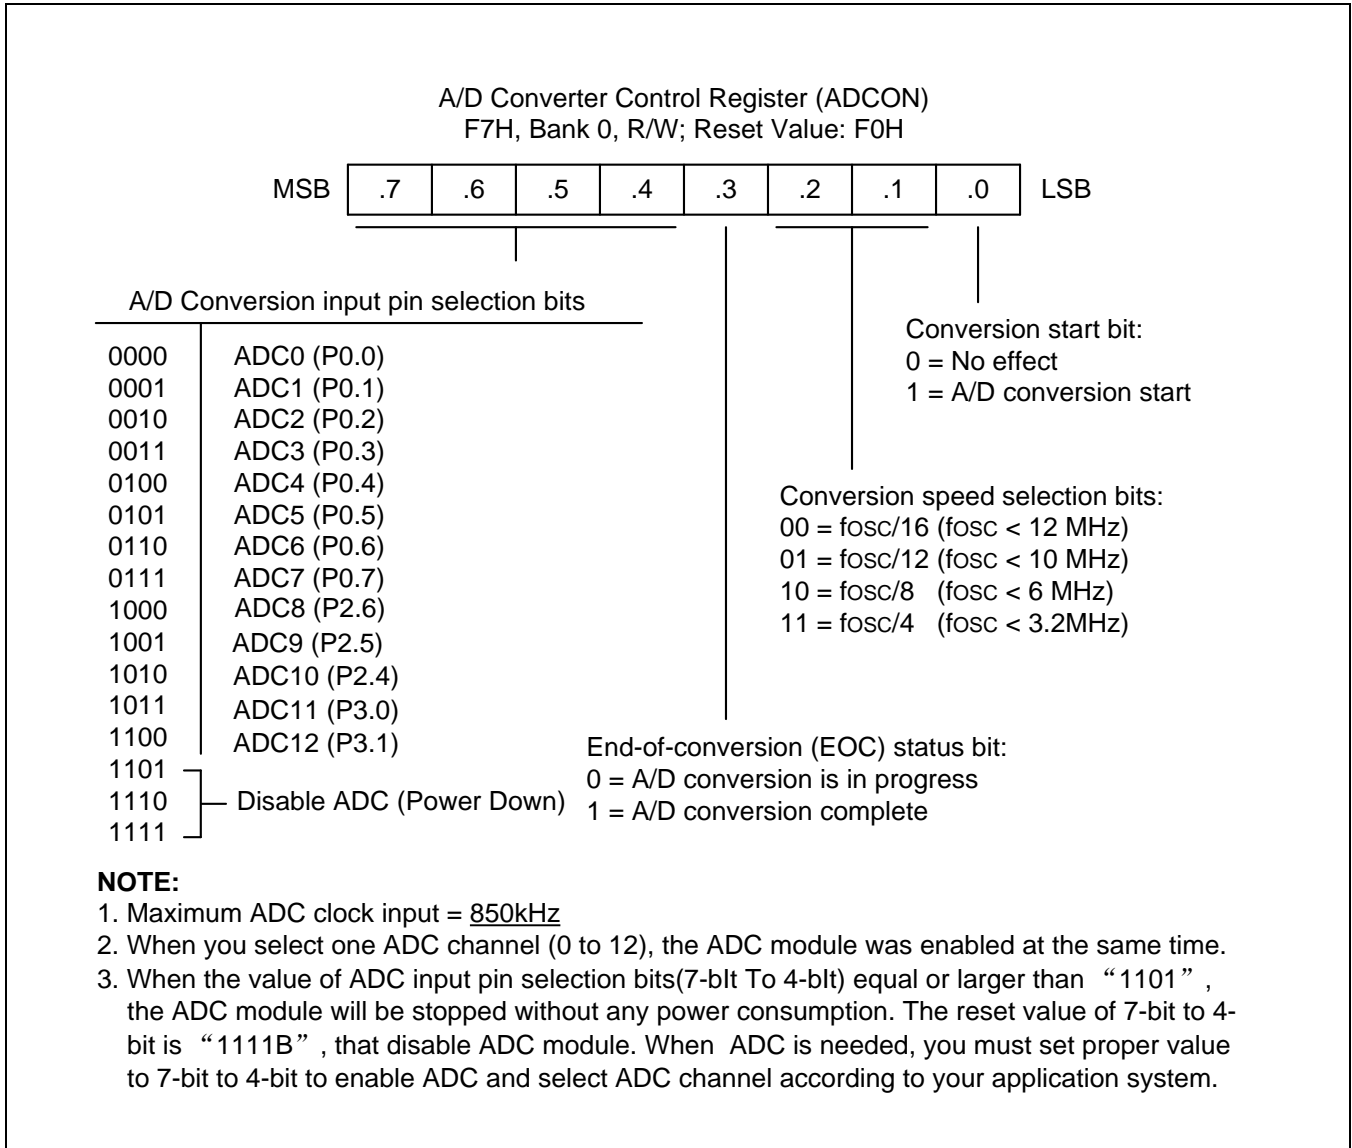 A/D Converter Control Register (ADCON)
F7H, Bank 0, R/W; Reset Value: F0H
MSB .7 .6 .5 .4 .3 .2 .1 .0 LSB
A/D Conversion input pin selection bits
0000 ADC0 (P0.0)
0001 ADC1 (P0.1)
0010 ADC2 (P0.2)
0011 ADC3 (P0.3)
0100 ADC4 (P0.4)
0101 ADC5 (P0.5)
0110 ADC6 (P0.6)
0111 ADC7 (P0.7)
1000 ADC8 (P2.6)
1001 ADC9 (P2.5)
1010 ADC10 (P2.4)
1011 ADC11 (P3.0)
1100 ADC12 (P3.1)
1101
1110 Disable ADC (Power Down)
1111
Conversion start bit:
0 = No effect
1 = A/D conversion start
Conversion speed selection bits:
00 = fOSC/16 (fOSC < 12 MHz)
01 = fOSC/12 (fOSC < 10 MHz)
10 = fOSC/8 (fOSC < 6 MHz)
11 = fOSC/4 (fOSC < 3.2MHz)
End-of-conversion (EOC) status bit:
0 = A/D conversion is in progress
1 = A/D conversion complete
NOTE:
1. Maximum ADC clock input = 850kHz
2. When you select one ADC channel (0 to 12), the ADC module was enabled at the same time.
3. When the value of ADC input pin selection bits(7-bIt To 4-bIt) equal or larger than “1101”,
the ADC module will be stopped without any power consumption. The reset value of 7-bit to 4-
bit is “1111B”, that disable ADC module. When ADC is needed, you must set proper value
to 7-bit to 4-bit to enable ADC and select ADC channel according to your application system.